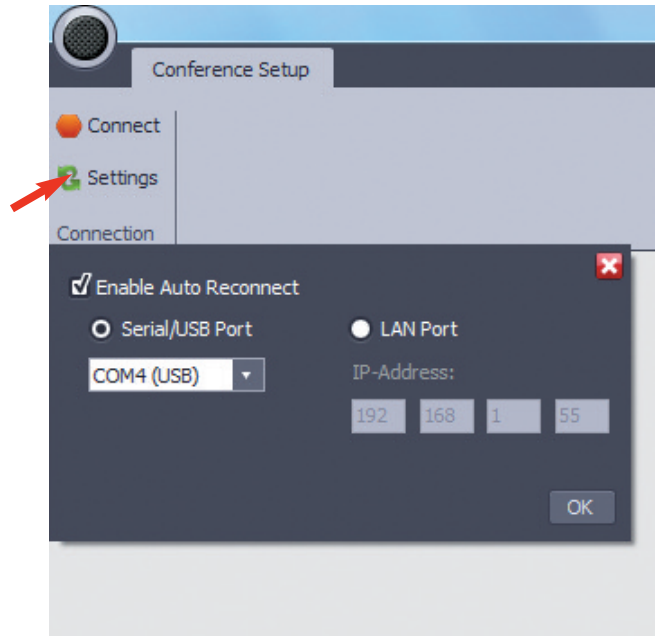 Conference Setup
Connect
Settings
Connection
Enable Auto Reconnect
Serial/USB Port
LAN Port
COM4 (USB)
IP-Address:
192 168 1 55
OK